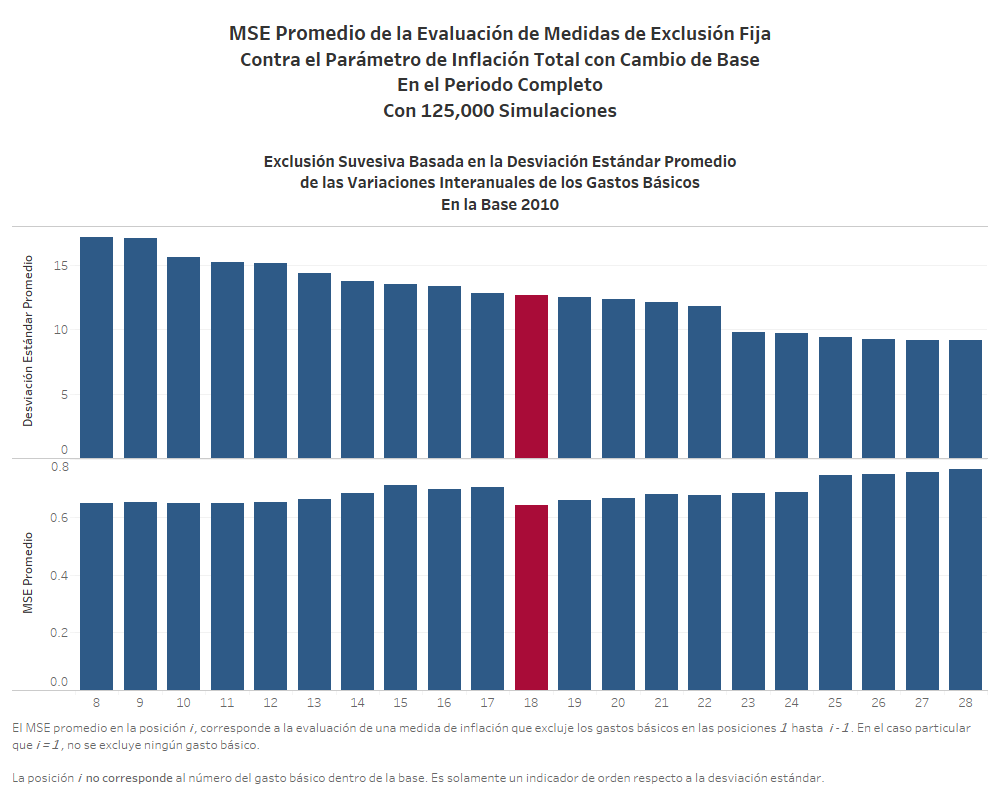 MSE Promedio de la Evaluación de Medidas de Exclusión Fija
Contra el Parámetro de Inflación Total con Cambio de Base
En el Periodo Completo
Con 125,000 Simulaciones
Exclusión Suvesiva Basada en la Desviación Estándar Promedio
de las Variaciones Interanuales de los Gastos Básicos
En la Base 2010
Desviación Estándar Promedio
15
10
5
0
MSE Promedio
0.8
0.6
0.4
0.2
0.0
8 9 10 11 12 13 14 15 16 17 18 19 20 21 22 23 24 25 26 27 28
El MSE promedio en la posición i, corresponde a la evaluación de una medida de inflación que excluje los gastos básicos en las posiciones 1 hasta i-1. En el caso particular
que i=1, no se excluye ningún gasto básico.
La posición i no corresponde al número del gasto básico dentro de la base. Es solamente un indicador de orden respecto a la desviación estándar.